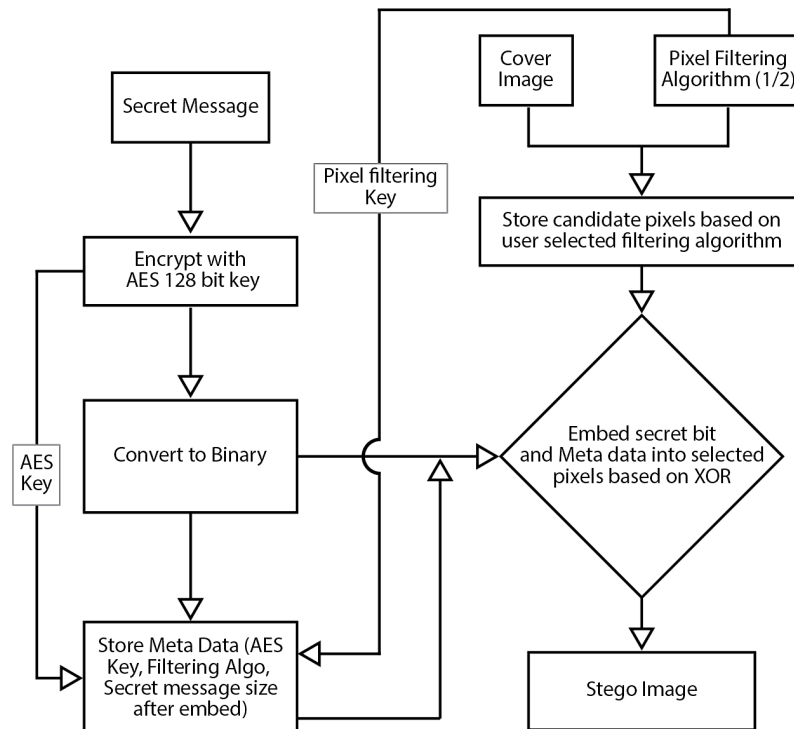 Cover
Image
Pixel Filtering
Algorithm (1/2)
Secret Message
Pixel filtering
Key
Store candidate pixels based on
user selected filtering algorithm
Encrypt with
AES 128 bit key
AES
Key
Convert to Binary
Embed secret bit
and Meta data into selected
pixels based on XOR
Store Meta Data (AES
Key, Filtering Algo,
Secret message size
after embed)
Stego Image